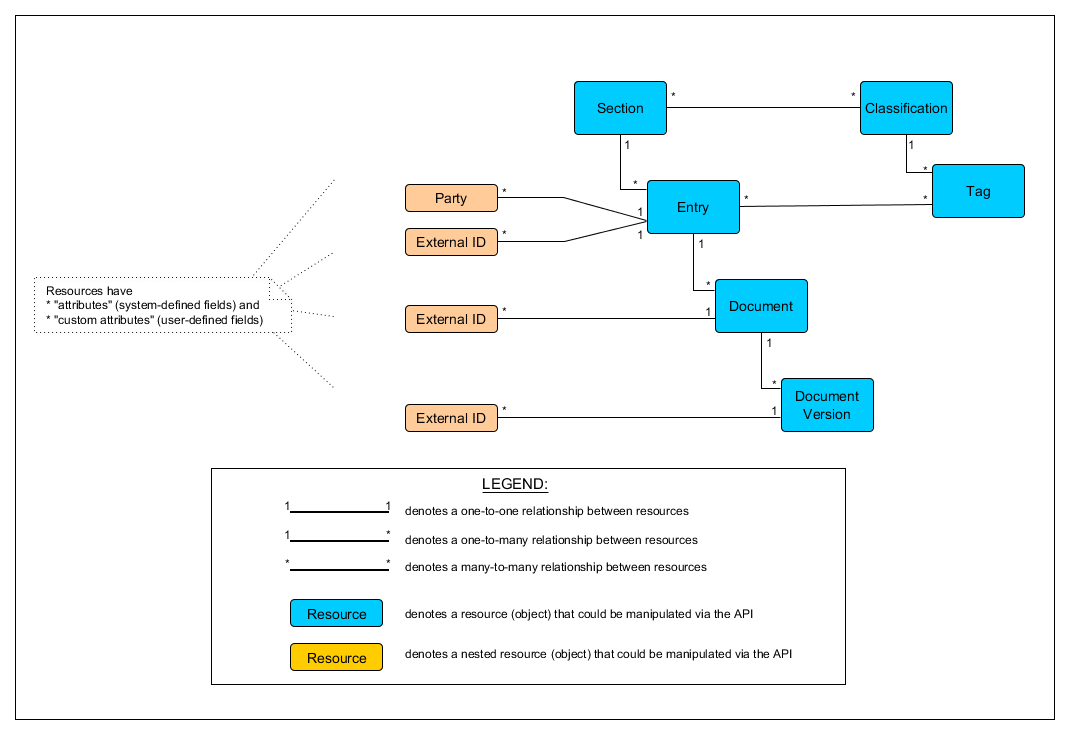 * *
Section Classification
1 1
* *
Tag
Party * * Entry * *
1
External ID * 1
1
*
Document
External ID * 1
1
*
Document
Version
External ID * 1
Resources have
* "attributes" (system-defined fields) and
* "custom attributes" (user-defined fields)
LEGEND:
1 1 denotes a one-to-one relationship between resources
1 * denotes a one-to-many relationship between resources
* * denotes a many-to-many relationship between resources
Resource denotes a resource (object) that could be manipulated via the API
Resource denotes a nested resource (object) that could be manipulated via the API